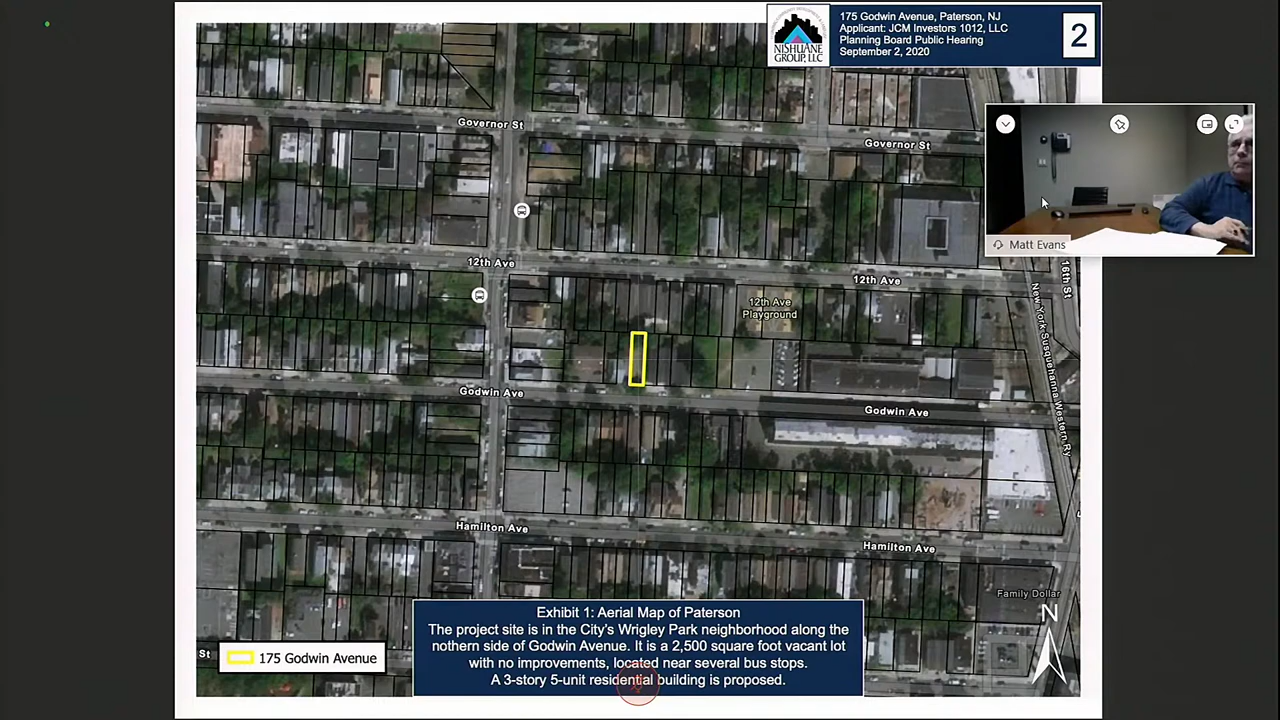 175 Godwin Avenue, Paterson, NJ
Applicant: JCM Investors 1012, LLC
Planning Board Public Hearing
September 2, 2020
2
NISHUANE
GROUP, LLC
Governor St
Governor St
Matt Evans
12th Ave
12th Ave
16th St
12th Ave
Playground
New York Susquehanna Western Ry
Godwin Ave
Godwin Ave
Hamilton Ave
Hamilton Ave
Family Dollar
N
St
175 Godwin Avenue
Exhibit 1: Aerial Map of Paterson
The project site is in the City's Wrigley Park neighborhood along the
nothern side of Godwin Avenue. It is a 2,500 square foot vacant lot
with no improvements, located near several bus stops.
A 3-story 5-unit residential building is proposed.